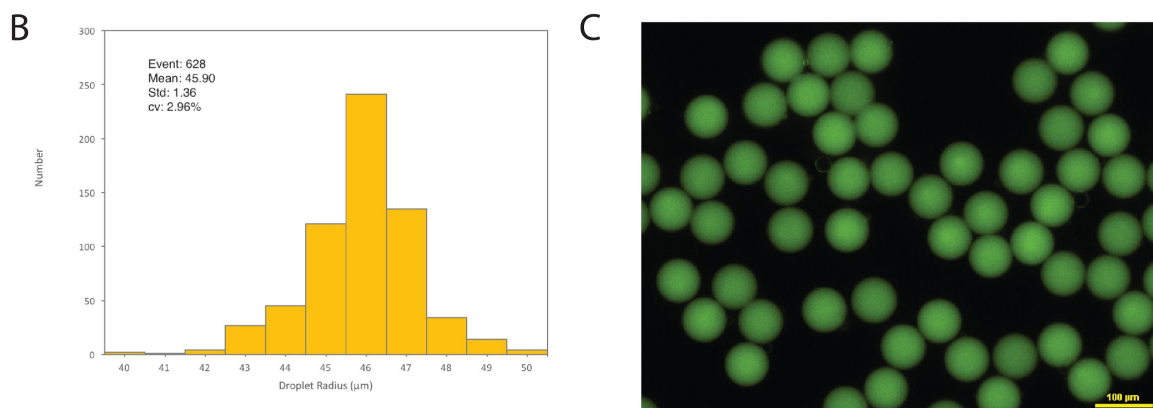 B
300
250
200
150
100
50
0
Number
Event: 628
Mean: 45.90
Std: 1.36
cv: 2.96%
40 41 42 43 44 45 46 47 48 49 50
Droplet Radius (µm)
C
100 µm